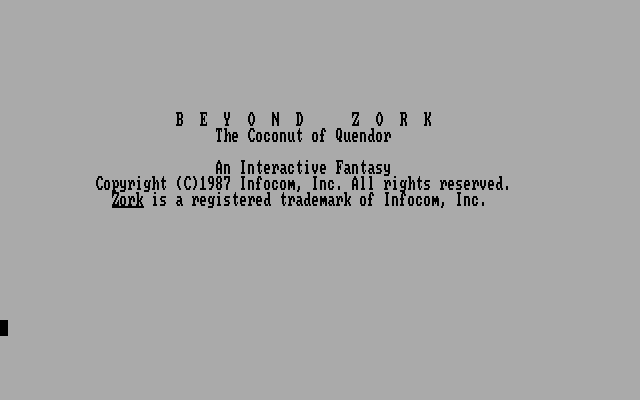 B E Y O N D   Z O R K
The Coconut of Quendor
An Interactive Fantasy
Copyright (C)1987 Infocom, Inc. All rights reserved.
Zork is a registered trademark of Infocom, Inc.